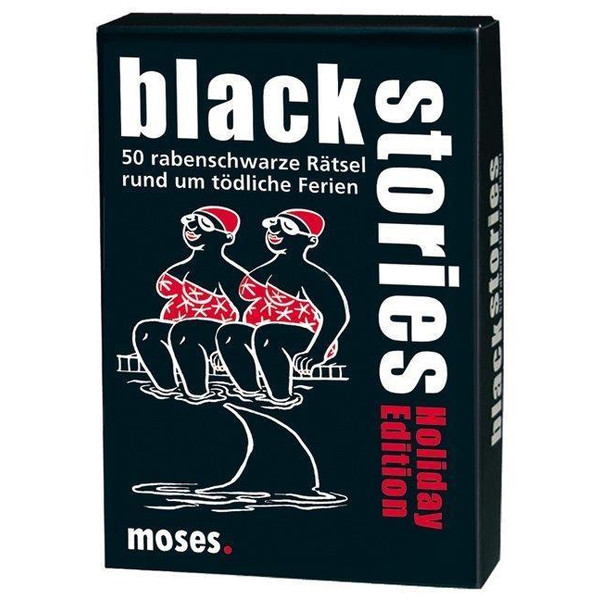 black
stories
50 rabenschwarze Rätsel
rund um tödliche Ferien
Holiday
Edition
moses.
black stories